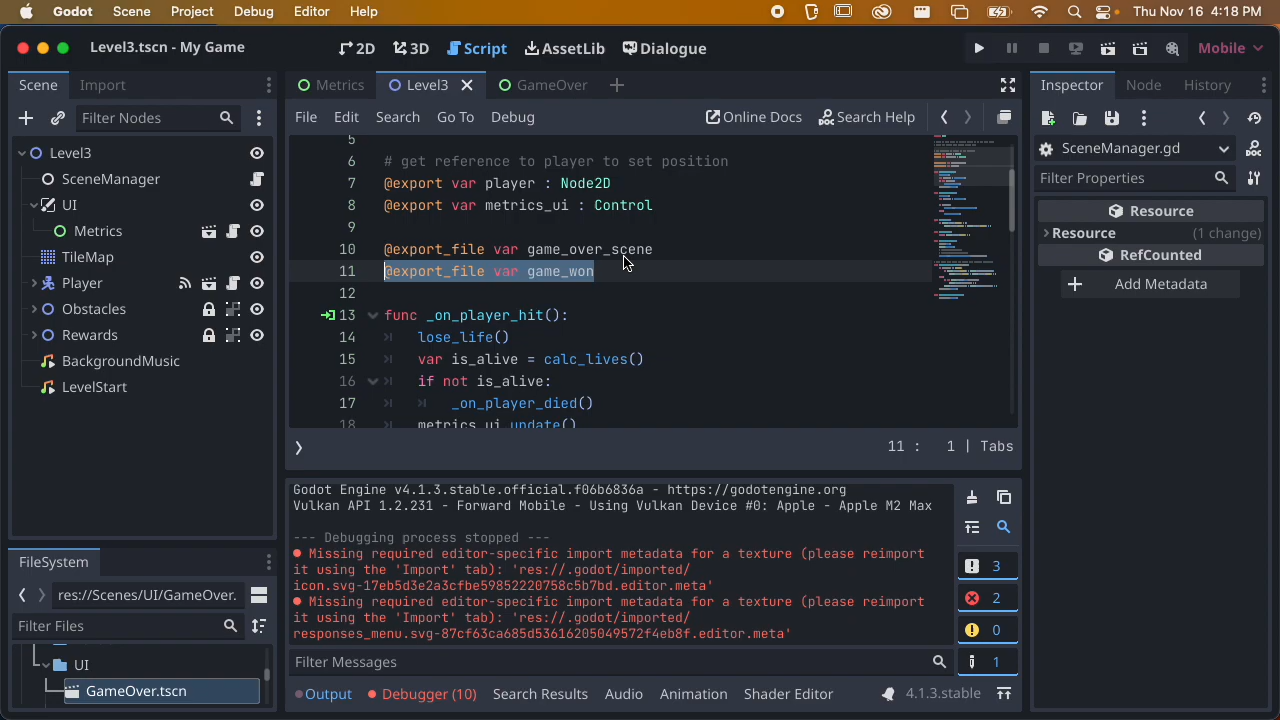 Godot Scene Project Debug Editor Help Thu Nov 16 4:18 PM
Level3.tscn - My Game 2D 3D Script AssetLib Dialogue Mobile
Scene Import
Filter Nodes
Level3
SceneManager
UI
Metrics
TileMap
Player
Obstacles
Rewards
BackgroundMusic
LevelStart
FileSystem
res://Scenes/UI/GameOver.
Filter Files
UI
GameOver.tscn
Metrics Level3 GameOver
File Edit Search Go To Debug Online Docs Search Help
5
6 # get reference to player to set position
7 @export var player : Node2D
8 @export var metrics_ui : Control
9
10 @export_file var game_over_scene
11 @export_file var game_won
12
13 func _on_player_hit():
14 lose_life()
15 var is_alive = calc_lives()
16 if not is_alive:
17 _on_player_died()
18 metrics_ui.update()
11 : 1 | Tabs
Godot Engine v4.1.3.stable.official.f06b6836a - https://godotengine.org
Vulkan API 1.2.231 - Forward Mobile - Using Vulkan Device #0: Apple - Apple M2 Max
--- Debugging process stopped ---
Missing required editor-specific import metadata for a texture (please reimport
it using the 'Import' tab): 'res://.godot/imported/
icon.svg-17eb5d3e2a3cfbe59852220758c5b7bd.editor.meta'
Missing required editor-specific import metadata for a texture (please reimport
it using the 'Import' tab): 'res://.godot/imported/
responses_menu.svg-87cf63ca685d53616205049572f4eb8f.editor.meta'
3
2
0
1
Filter Messages
Output Debugger (10) Search Results Audio Animation Shader Editor 4.1.3.stable
Inspector Node History
SceneManager.gd
Filter Properties
Resource
Resource (1 change)
RefCounted
Add Metadata